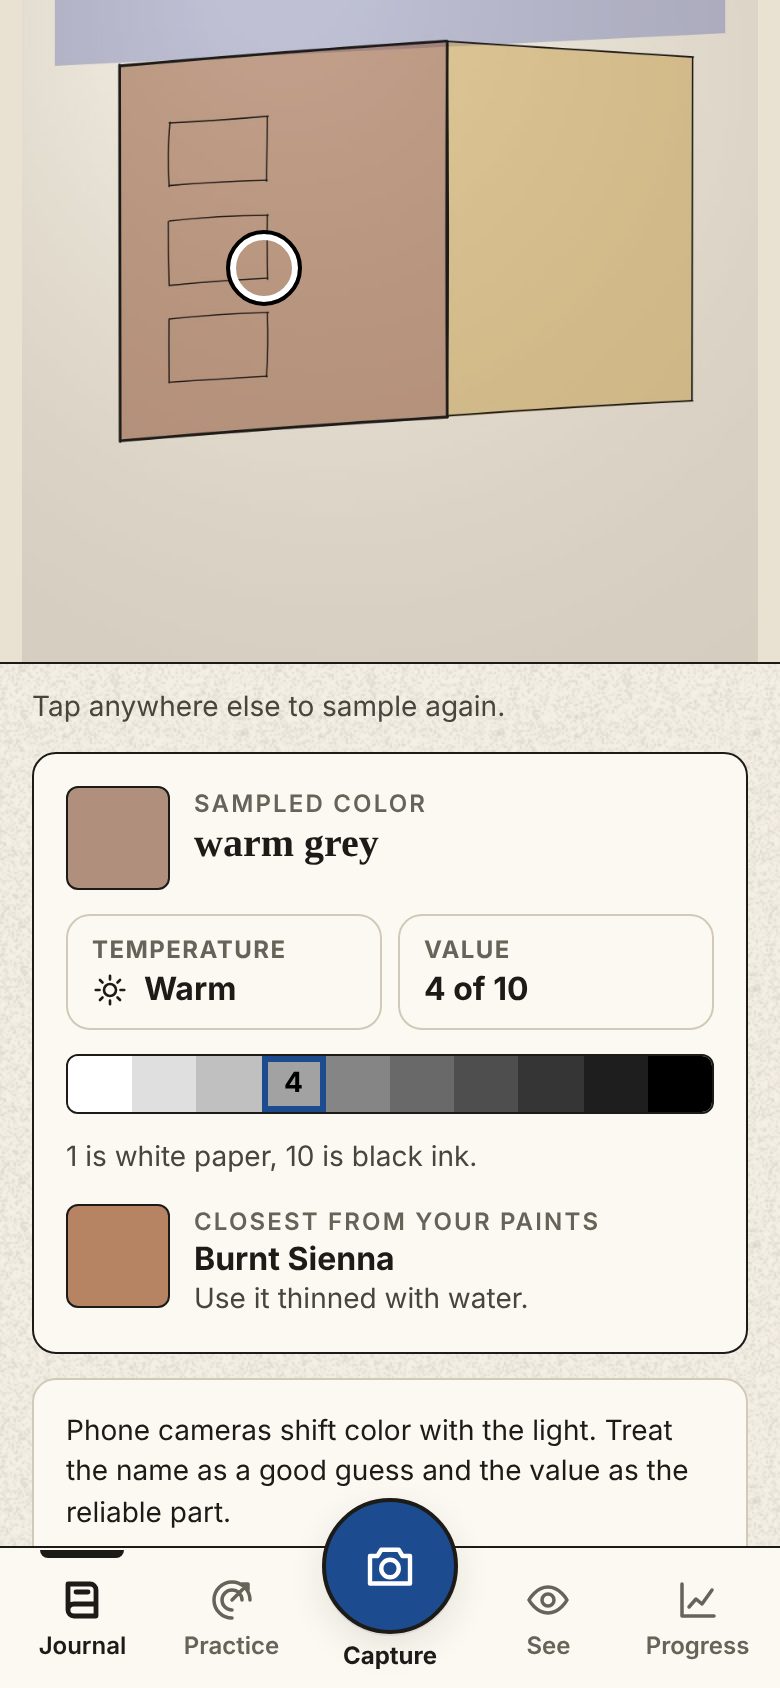 Tap anywhere else to sample again.
SAMPLED COLOR
warm grey
TEMPERATURE
Warm
VALUE
4 of 10
4
1 is white paper, 10 is black ink.
CLOSEST FROM YOUR PAINTS
Burnt Sienna
Use it thinned with water.
Phone cameras shift color with the light. Treat
the name as a good guess and the value as the
reliable part.
Journal
Practice
Capture
See
Progress